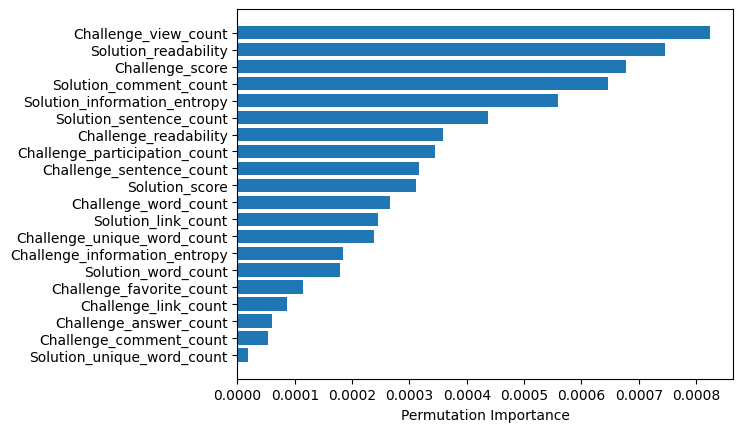 Challenge_view_count
Solution_readability
Challenge_score
Solution_comment_count
Solution_information_entropy
Solution_sentence_count
Challenge_readability
Challenge_participation_count
Challenge_sentence_count
Solution_score
Challenge_word_count
Solution_link_count
Challenge_unique_word_count
Challenge_information_entropy
Solution_word_count
Challenge_favorite_count
Challenge_link_count
Challenge_answer_count
Challenge_comment_count
Solution_unique_word_count
0.0000 0.0001 0.0002 0.0003 0.0004 0.0005 0.0006 0.0007 0.0008
Permutation Importance